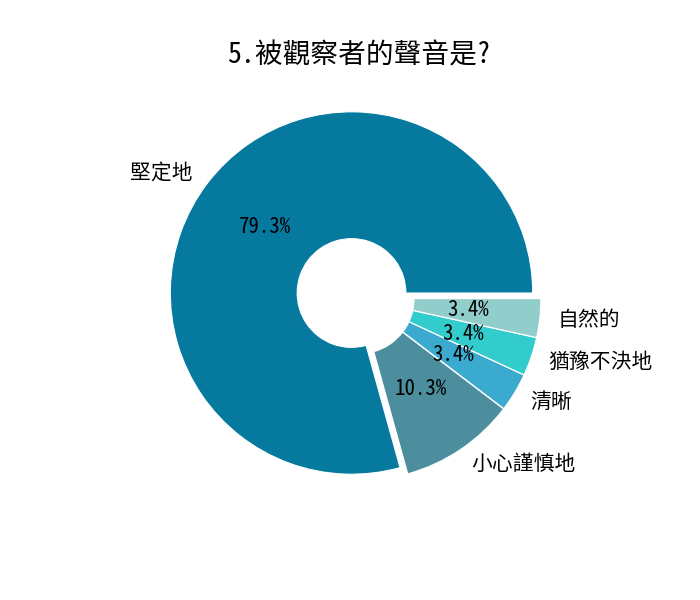 5.被觀察者的聲音是?
堅定地
79.3%
3.4%
自然的
3.4%
猶豫不決地
3.4%
清晰
10.3%
小心謹慎地